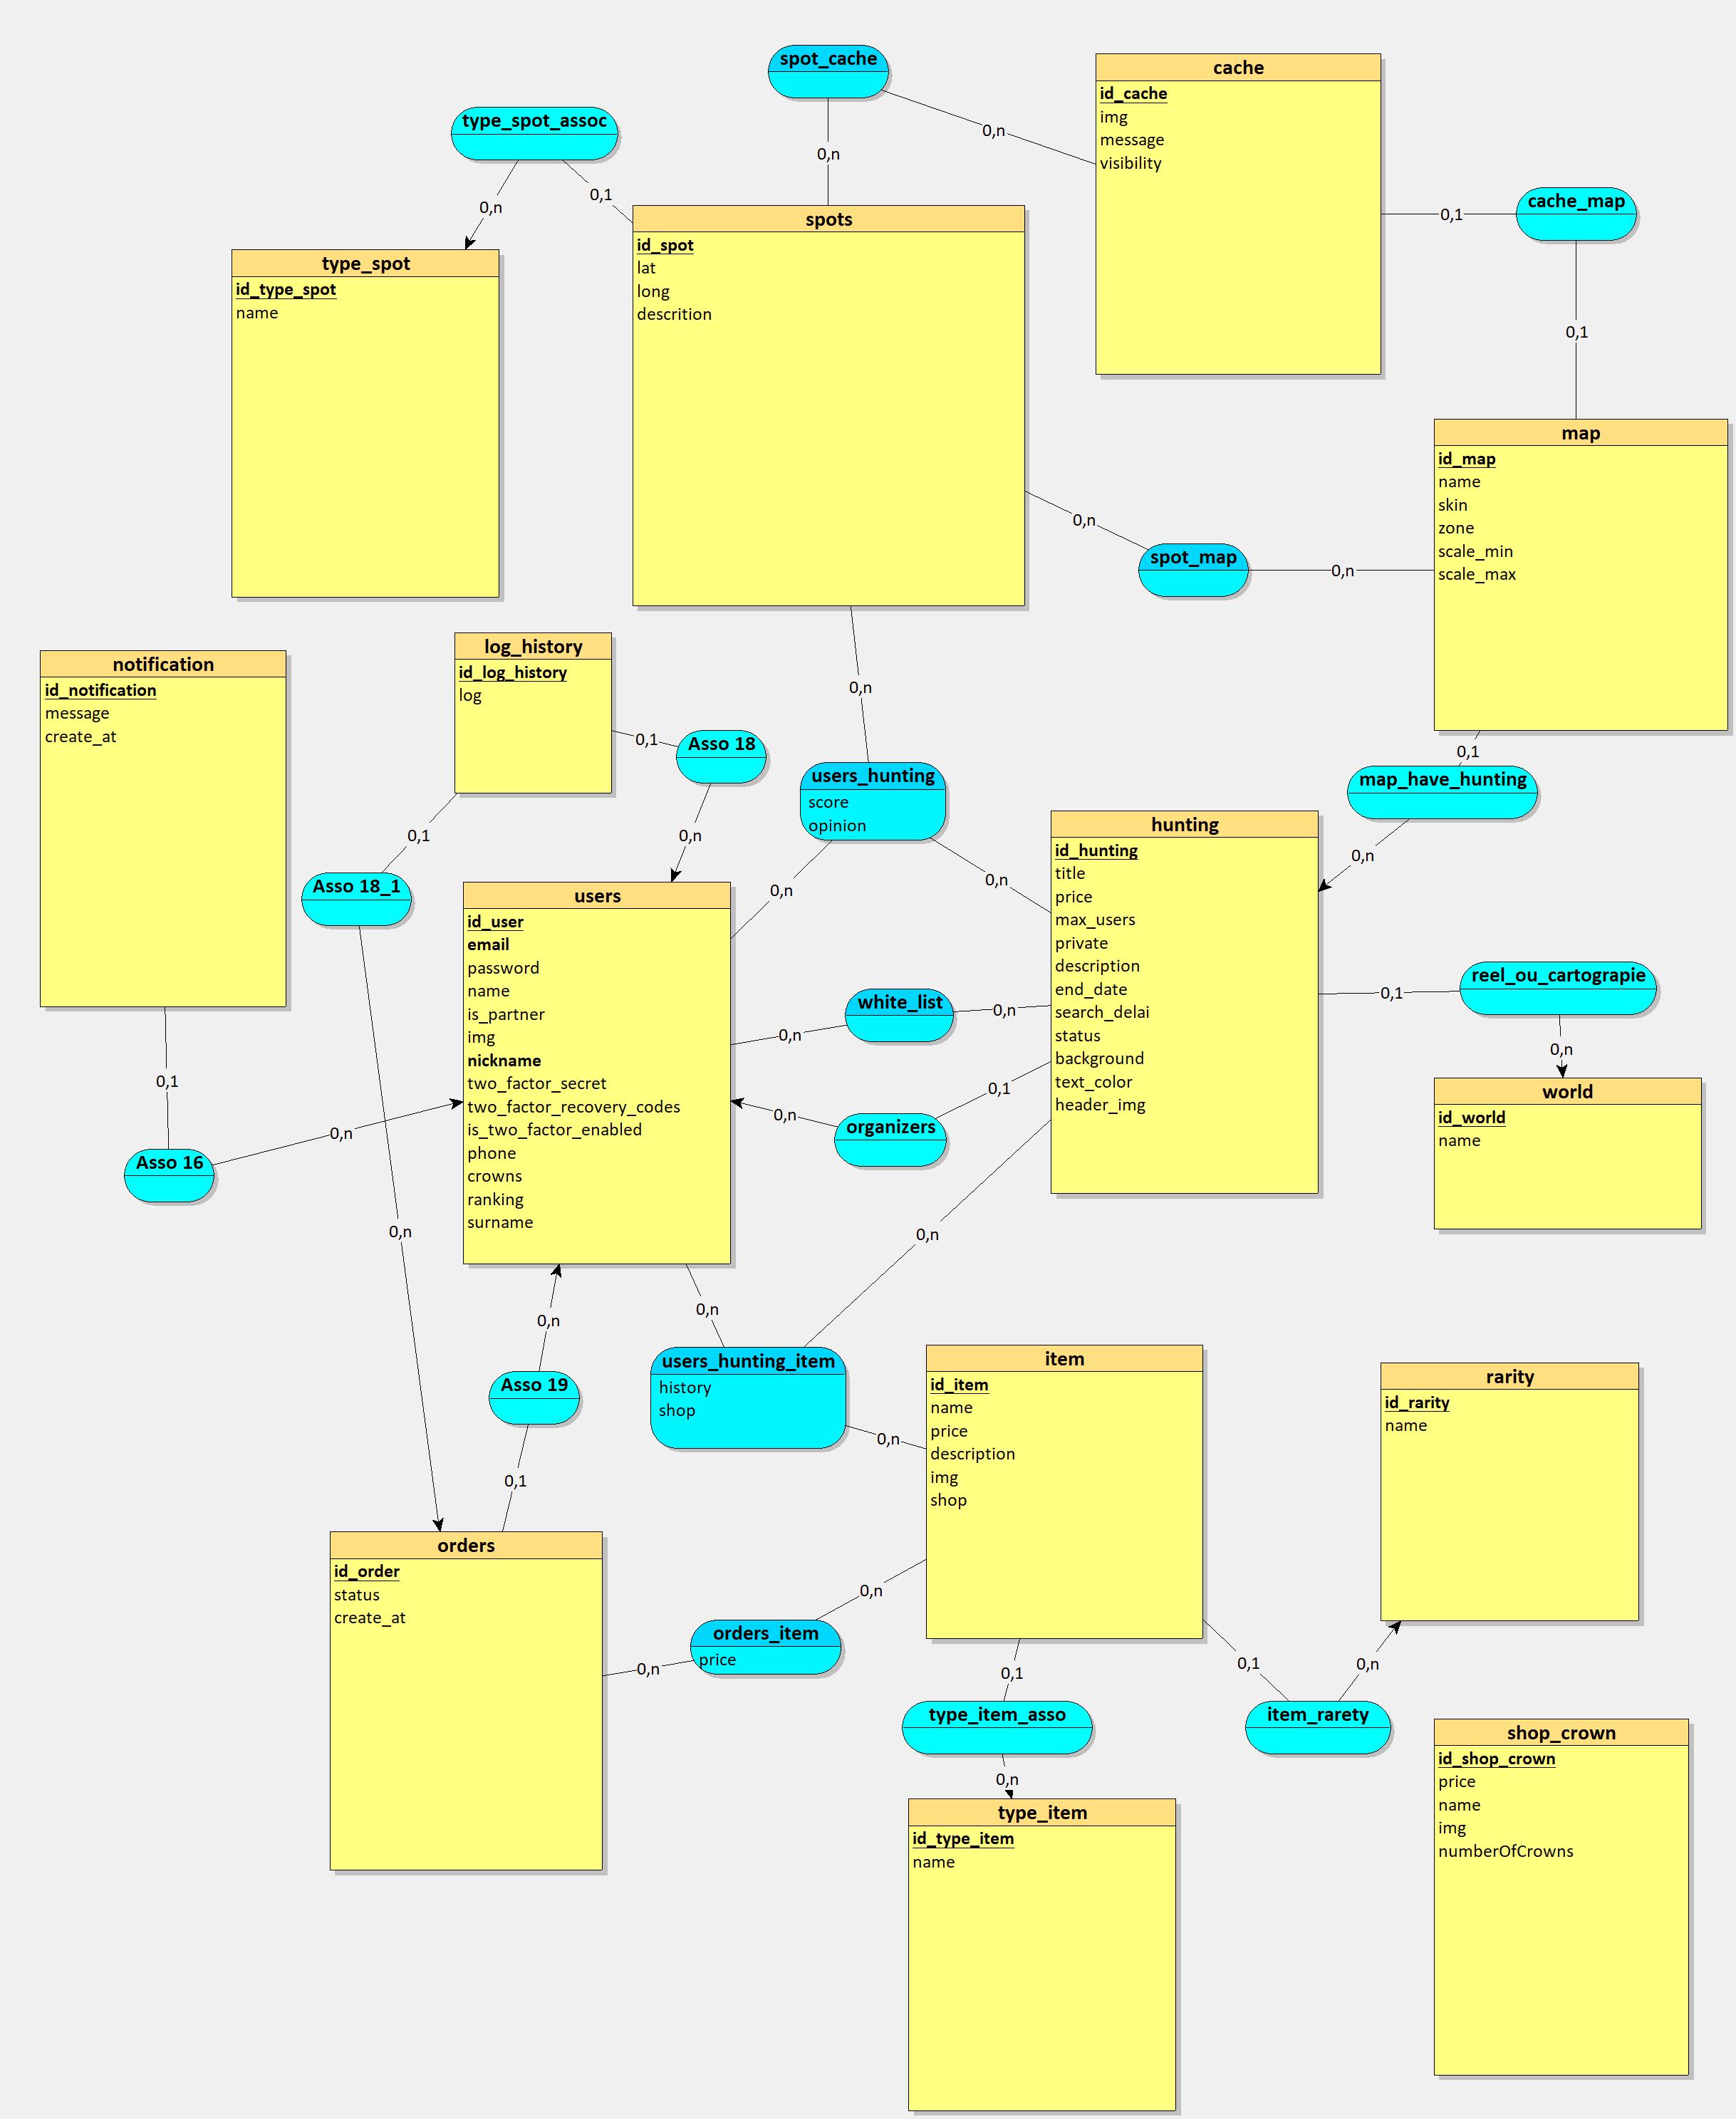 spot_cache
0,n
0,n
cache
id_cache
img
message
visibility
type_spot_assoc
0,n
0,1
cache_map
0,1
0,1
spots
id_spot
lat
long
descrition
type_spot
id_type_spot
name
map
id_map
name
skin
zone
scale_min
scale_max
0,n
spot_map
0,n
notification
id_notification
message
create_at
log_history
id_log_history
log
0,1
Asso 18
0,n
0,n
users_hunting
score
opinion
0,n
0,n
0,1
map_have_hunting
0,n
0,1
Asso 18_1
0,n
hunting
id_hunting
title
price
max_users
private
description
end_date
search_delai
status
background
text_color
header_img
users
id_user
email
password
name
is_partner
img
nickname
two_factor_secret
two_factor_recovery_codes
is_two_factor_enabled
phone
crowns
ranking
surname
white_list
0,n
0,n
0,1
0,n
organizers
0,1
reel_ou_cartograpie
0,n
world
id_world
name
0,1
Asso 16
0,n
0,n
0,n
0,n
Asso 19
0,1
users_hunting_item
history
shop
0,n
item
id_item
name
price
description
img
shop
rarity
id_rarity
name
orders
id_order
status
create_at
0,n
orders_item
price
0,n
0,1
type_item_asso
0,n
0,1
0,n
item_rarety
type_item
id_type_item
name
shop_crown
id_shop_crown
price
name
img
numberOfCrowns